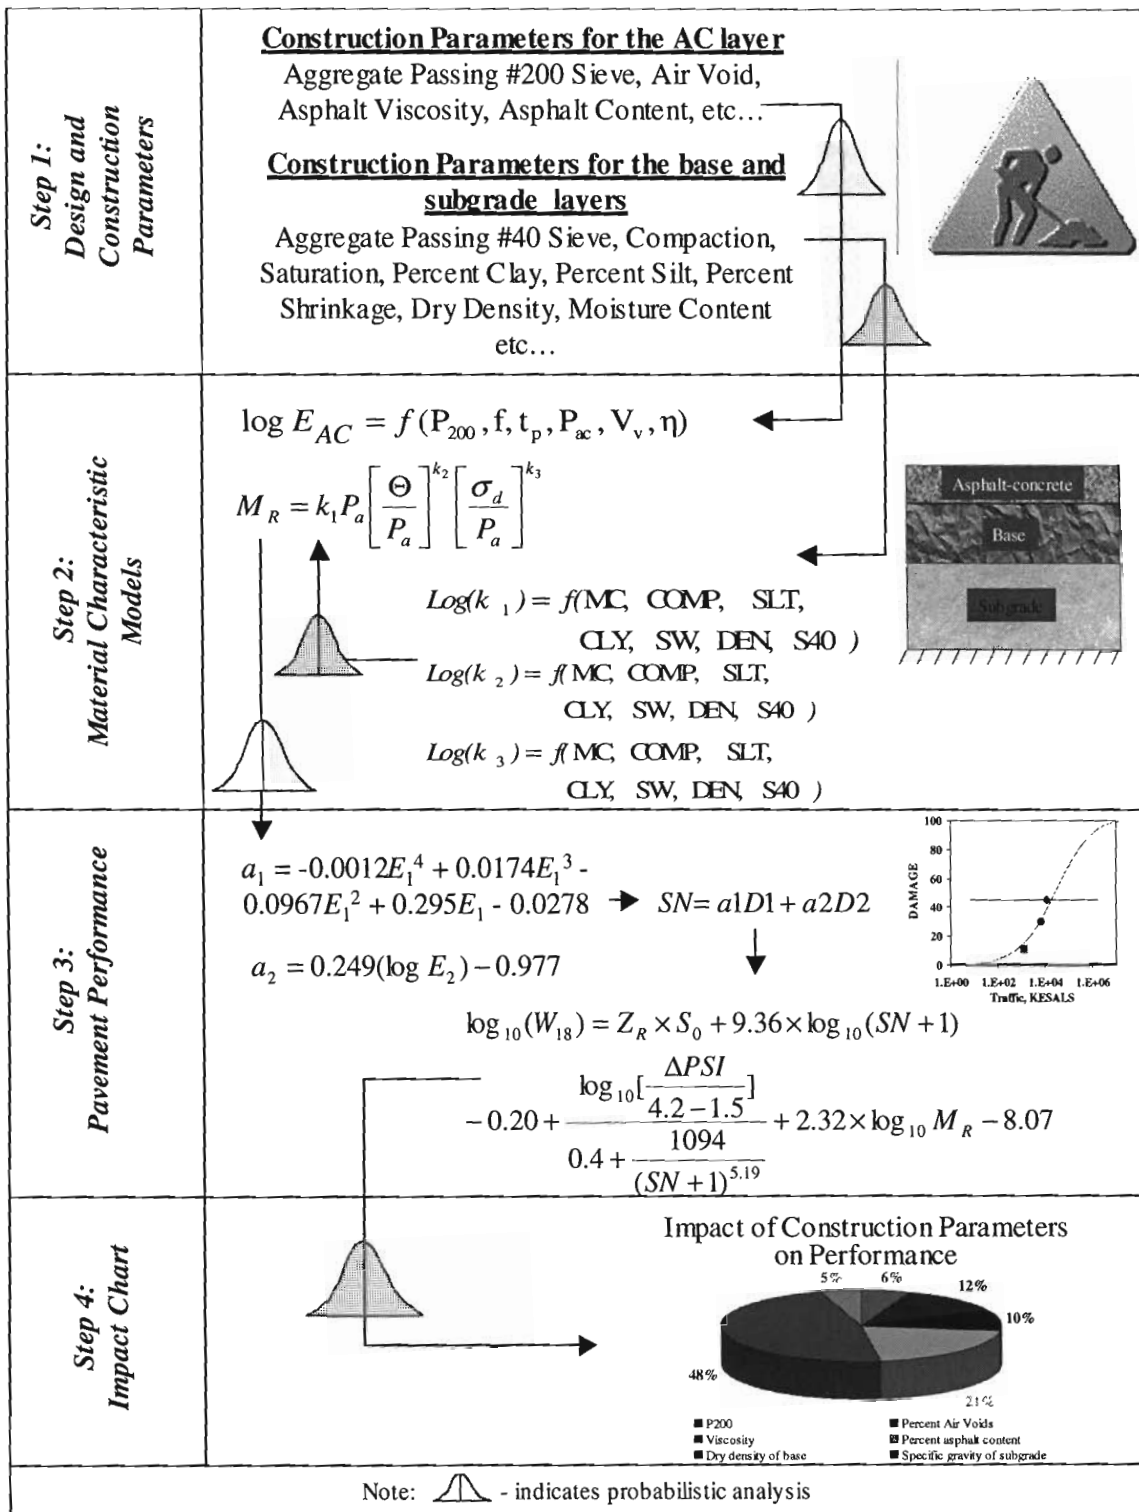 Step 1:
Design and
Construction
Parameters
Construction Parameters for the AC layer
Aggregate Passing #200 Sieve, Air Void,
Asphalt Viscosity, Asphalt Content, etc…
Construction Parameters for the base and
subgrade layers
Aggregate Passing #40 Sieve, Compaction,
Saturation, Percent Clay, Percent Silt, Percent
Shrinkage, Dry Density, Moisture Content
etc…
Step 2:
Material Characteristic
Models
log E_AC = f(P_200, f, t_p, P_ac, V_v, η)
M_R = k_1 P_a [Θ/P_a]^k_2 [σ_d/P_a]^k_3
Log(k_1) = f(MC, COMP, SLT,
CLY, SW, DEN, S40)
Log(k_2) = f(MC, COMP, SLT,
CLY, SW, DEN, S40)
Log(k_3) = f(MC, COMP, SLT,
CLY, SW, DEN, S40)
Asphalt-concrete
Base
Subgrade
Step 3:
Pavement Performance
a_1 = -0.0012E_1^4 + 0.0174E_1^3 -
0.0967E_1^2 + 0.295E_1 - 0.0278
SN = a1D1 + a2D2
a_2 = 0.249(log E_2) – 0.977
log_10(W_18) = Z_R × S_0 + 9.36 × log_10(SN + 1)
– 0.20 + log_10[ΔPSI/(4.2 – 1.5)] / (0.4 + 1094/(SN + 1)^5.19) + 2.32 × log_10 M_R – 8.07
DAMAGE
100
80
60
40
20
0
1.E+00 1.E+02 1.E+04 1.E+06
Traffic, KESALS
Step 4:
Impact Chart
Impact of Construction Parameters
on Performance
5% 6% 12%
10%
48%
21%
P200
Percent Air Voids
Viscosity
Percent asphalt content
Dry density of base
Specific gravity of subgrade
Note: - indicates probabilistic analysis